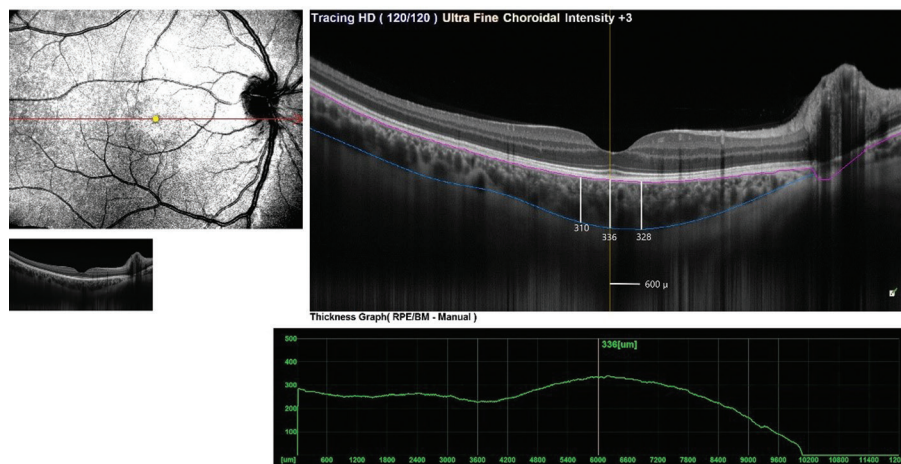 Tracing HD ( 120/120 ) Ultra Fine Choroidal Intensity +3
310
336
328
600 µ
Thickness Graph( RPE/BM - Manual )
500
400
300
200
100
336[um]
[um] 600 1200 1800 2400 3000 3600 4200 4800 5400 6000 6600 7200 7800 8400 9000 9600 10200 10800 11400 120